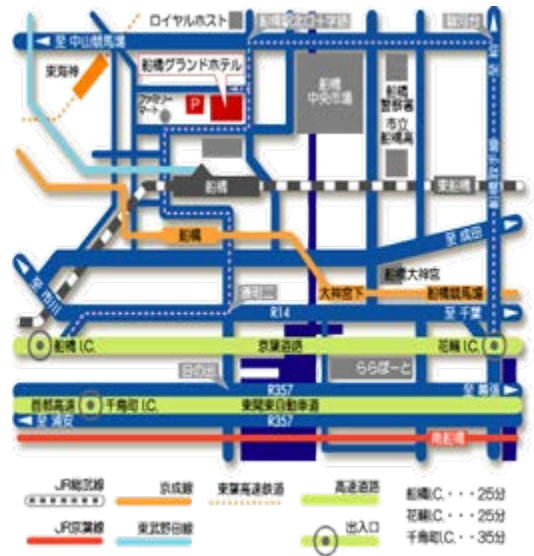 ロイヤルホスト
至 中山競馬場
船橋グランドホテル
東海神
ファミリー
マート
P
船橋
中央市場
船橋
警察署
市立
船橋高
船橋
東船橋
船橋
至 成田
船橋大神宮
至 市川
大神宮下
船橋競馬場
R14
至 千葉
船橋 I.C.
京葉道路
花輪 I.C.
日の出
ららぽーと
R357
至 幕張
首都高速
千鳥町 I.C.
東関東自動車道
至 浦安
R357
南船橋
JR総武線
京成線
東葉高速鉄道
高速道路
船橋I.C.・・・25分
花輪I.C.・・・25分
JR京葉線
東武野田線
出入口
千鳥町I.C.・・・35分